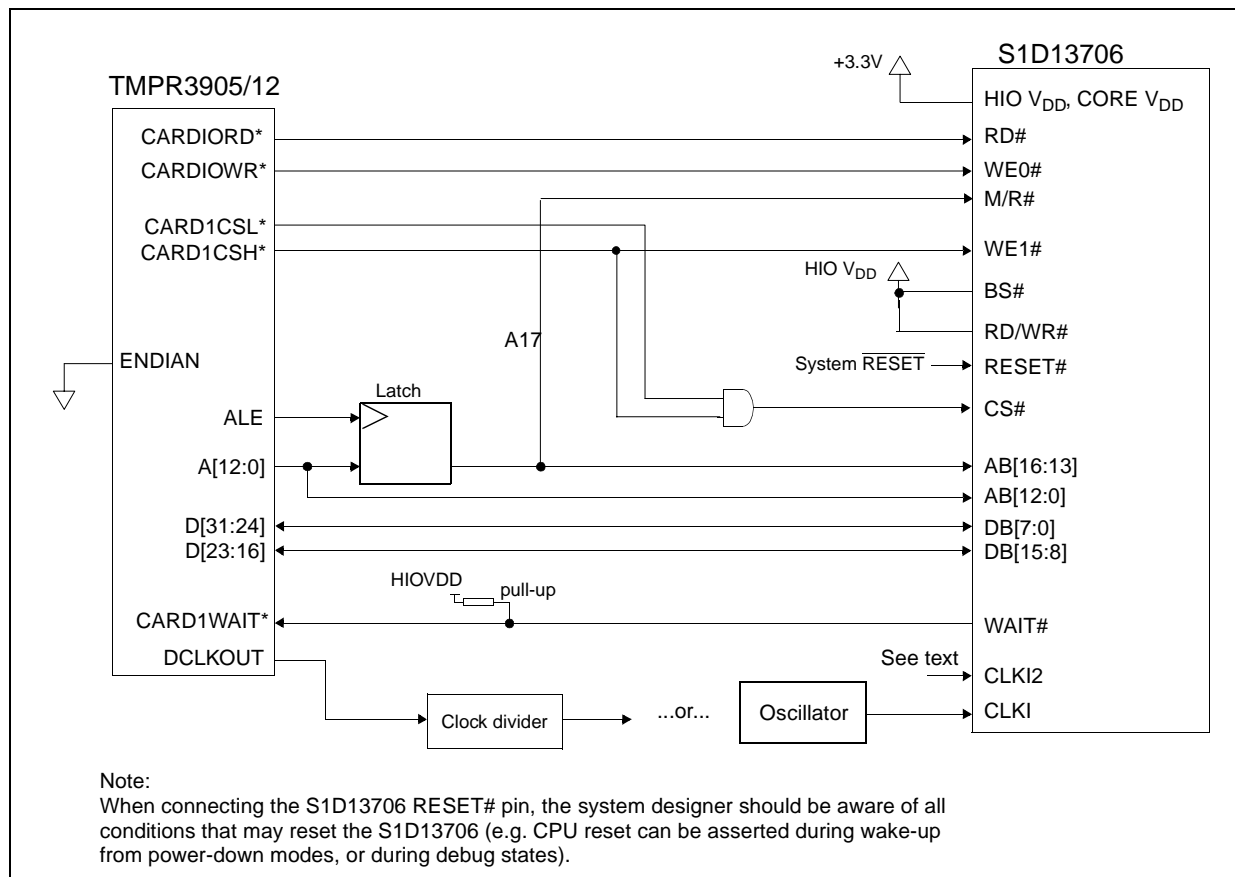 S1D13706
+3.3V
TMPR3905/12
HIO VDD, CORE VDD
CARDIORD*
RD#
CARDIOWR*
WE0#
M/R#
CARD1CSL*
CARD1CSH*
WE1#
HIO VDD
BS#
A17
RD/WR#
ENDIAN
System RESET
RESET#
Latch
ALE
CS#
A[12:0]
AB[16:13]
AB[12:0]
D[31:24]
DB[7:0]
D[23:16]
DB[15:8]
HIOVDD
pull-up
CARD1WAIT*
WAIT#
DCLKOUT
See text
CLKI2
Clock divider
...or...
Oscillator
CLKI
Note:
When connecting the S1D13706 RESET# pin, the system designer should be aware of all
conditions that may reset the S1D13706 (e.g. CPU reset can be asserted during wake-up
from power-down modes, or during debug states).